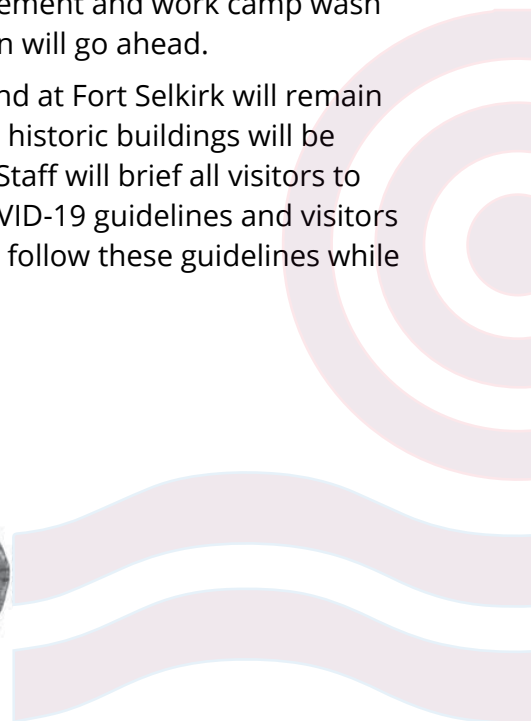 ement and work camp wash
n will go ahead.
nd at Fort Selkirk will remain
historic buildings will be
Staff will brief all visitors to
VID-19 guidelines and visitors
follow these guidelines while